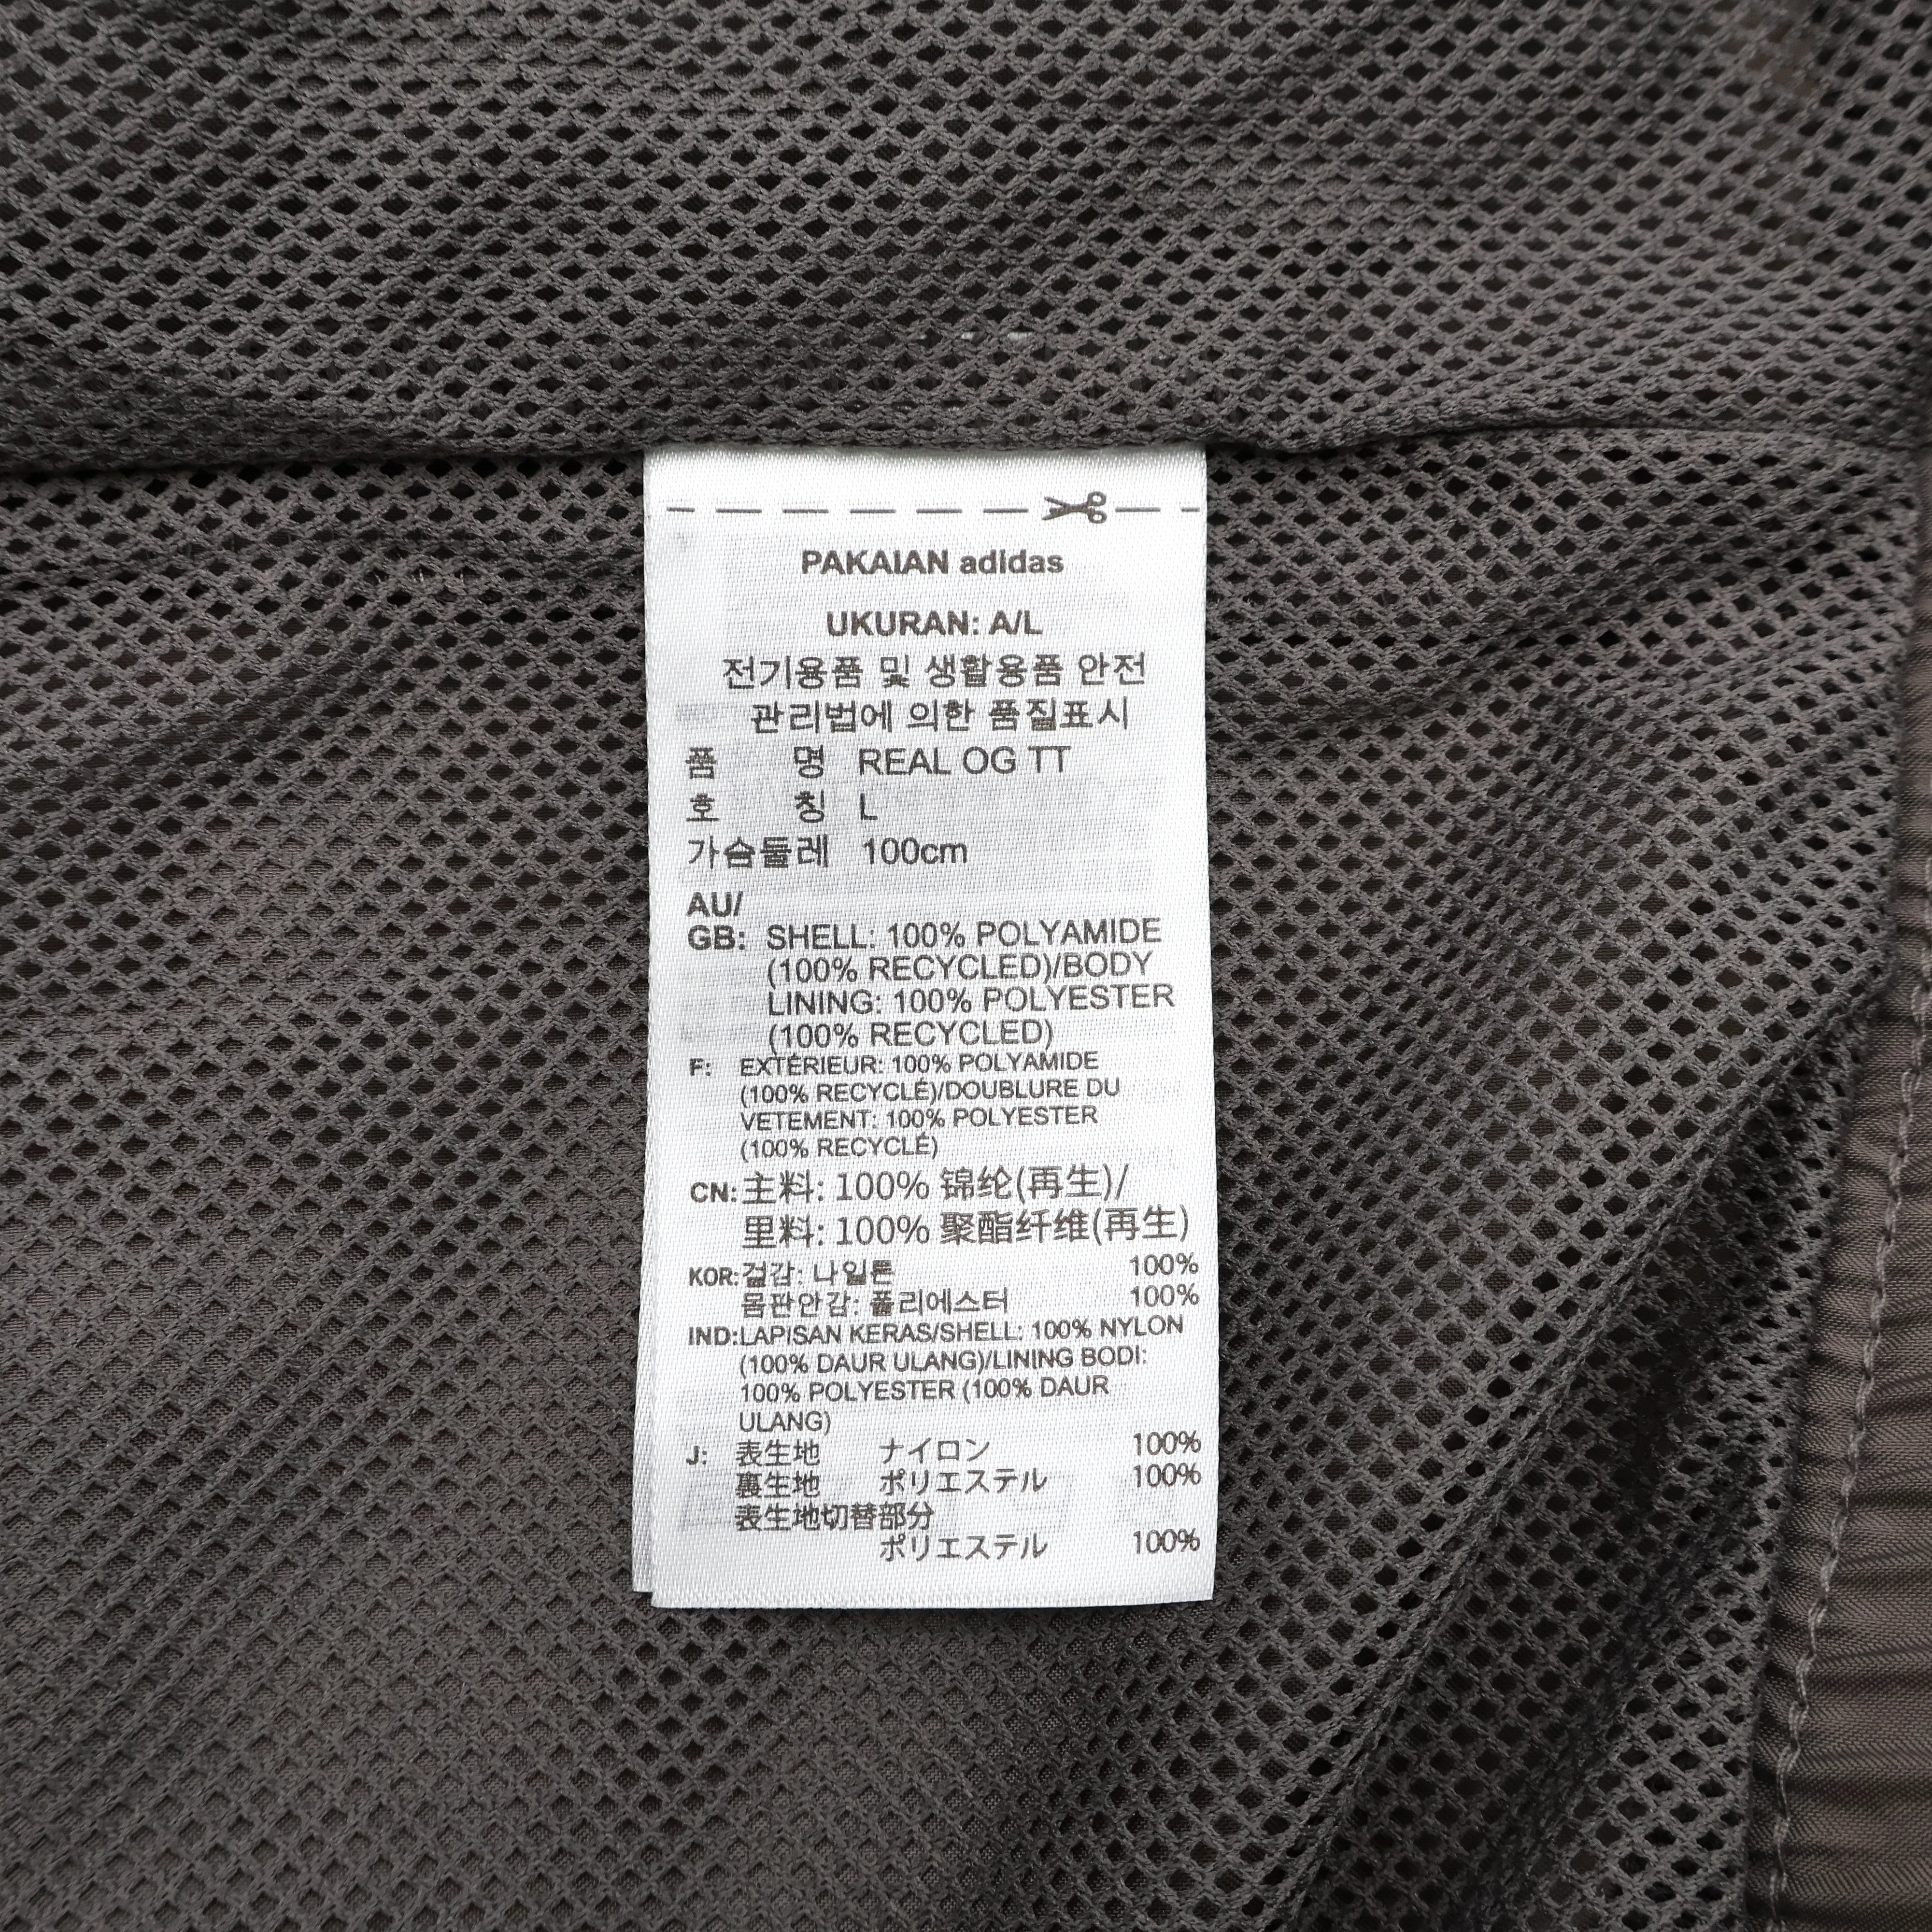 PAKAIAN adidas
UKURAN: A/L
전기용품 및 생활용품 안전
관리법에 의한 품질표시
품 명 REAL OG TT
호 칭 L
가슴둘레 100cm
AU/
GB: SHELL: 100% POLYAMIDE
(100% RECYCLED)/BODY
LINING: 100% POLYESTER
(100% RECYCLED)
F: EXTÉRIEUR: 100% POLYAMIDE
(100% RECYCLÉ)/DOUBLURE DU
VETEMENT: 100% POLYESTER
(100% RECYCLÉ)
CN: 主料: 100% 锦纶(再生)/
里料: 100% 聚酯纤维(再生)
KOR: 겉감: 나일론 100%
몸판안감: 폴리에스터 100%
IND: LAPISAN KERAS/SHELL: 100% NYLON
(100% DAUR ULANG)/LINING BODI:
100% POLYESTER (100% DAUR
ULANG)
J: 表生地 ナイロン 100%
裏生地 ポリエステル 100%
表生地切替部分
ポリエステル 100%